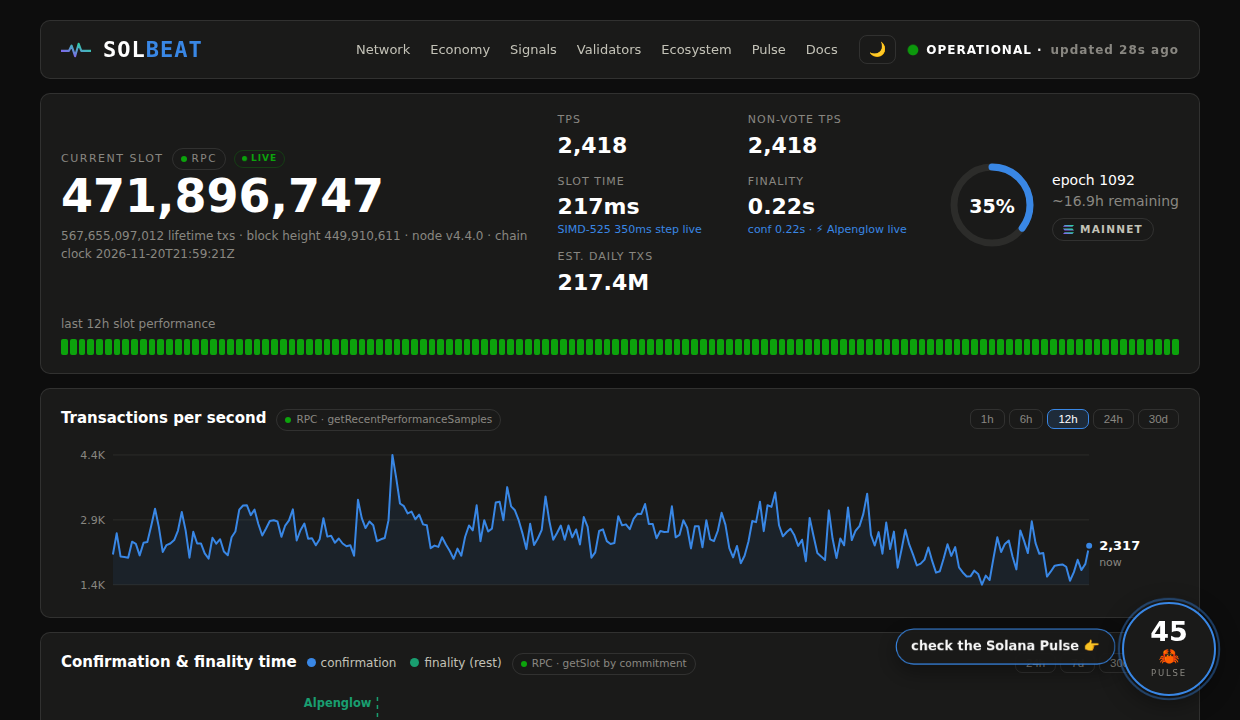 SOLBEAT
Network Economy Signals Validators Ecosystem Pulse Docs
OPERATIONAL · updated 28s ago
CURRENT SLOT RPC LIVE
471,896,747
567,655,097,012 lifetime txs · block height 449,910,611 · node v4.4.0 · chain
clock 2026-11-20T21:59:21Z
TPS
2,418
NON-VOTE TPS
2,418
SLOT TIME
217ms
SIMD-525 350ms step live
FINALITY
0.22s
conf 0.22s · ⚡ Alpenglow live
EST. DAILY TXS
217.4M
35%
epoch 1092
~16.9h remaining
MAINNET
last 12h slot performance
Transactions per second RPC · getRecentPerformanceSamples
1h 6h 12h 24h 30d
4.4K
2.9K
1.4K
2,317
now
Confirmation & finality time confirmation finality (rest) RPC · getSlot by commitment
Alpenglow
check the Solana Pulse 👉
45
🦀
PULSE